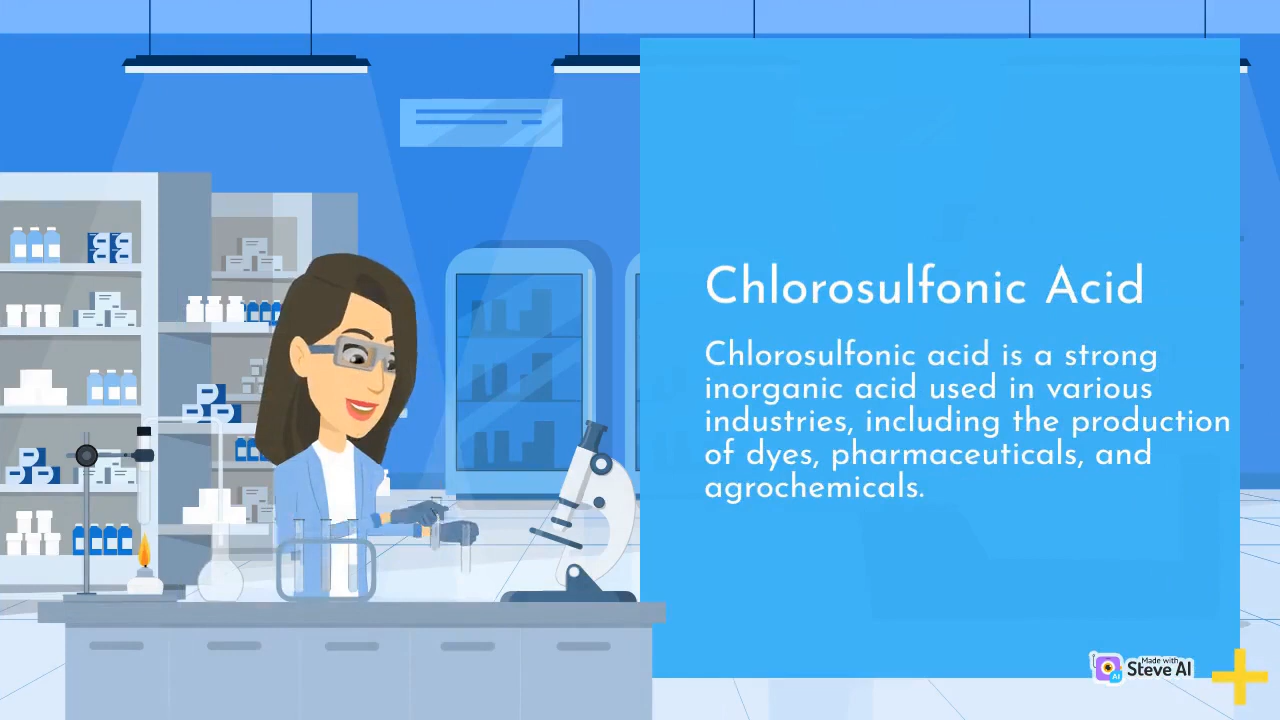 Chlorosulfonic Acid
Chlorosulfonic acid is a strong
inorganic acid used in various
industries, including the production
of dyes, pharmaceuticals, and
agrochemicals.
Made with
Steve AI
AI